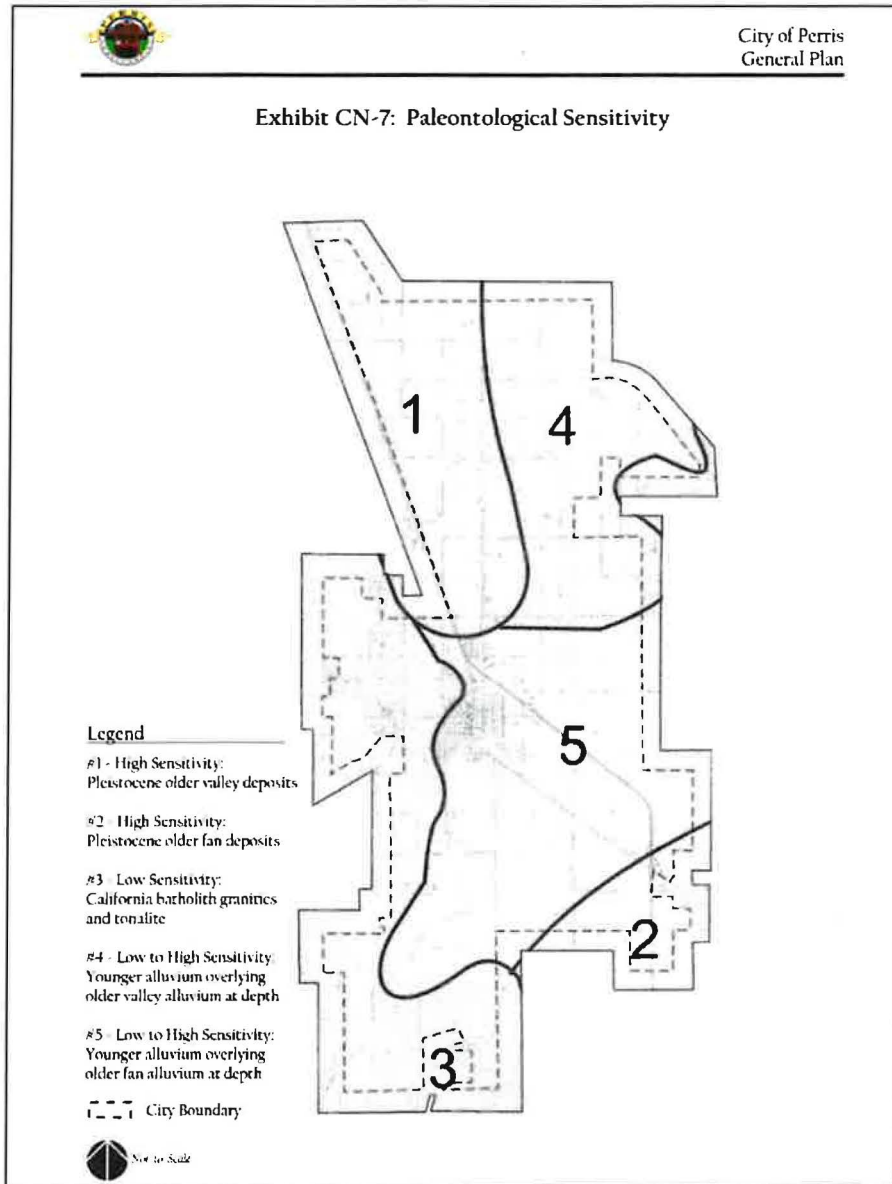 City of Perris
General Plan
Exhibit CN-7: Paleontological Sensitivity
1
4
5
2
3
Legend
#1 - High Sensitivity:
Pleistocene older valley deposits
#2 - High Sensitivity:
Pleistocene older fan deposits
#3 - Low Sensitivity:
California batholith granitics
and tonalite
#4 - Low to High Sensitivity:
Younger alluvium overlying
older valley alluvium at depth
#5 - Low to High Sensitivity:
Younger alluvium overlying
older fan alluvium at depth
City Boundary
Not to Scale